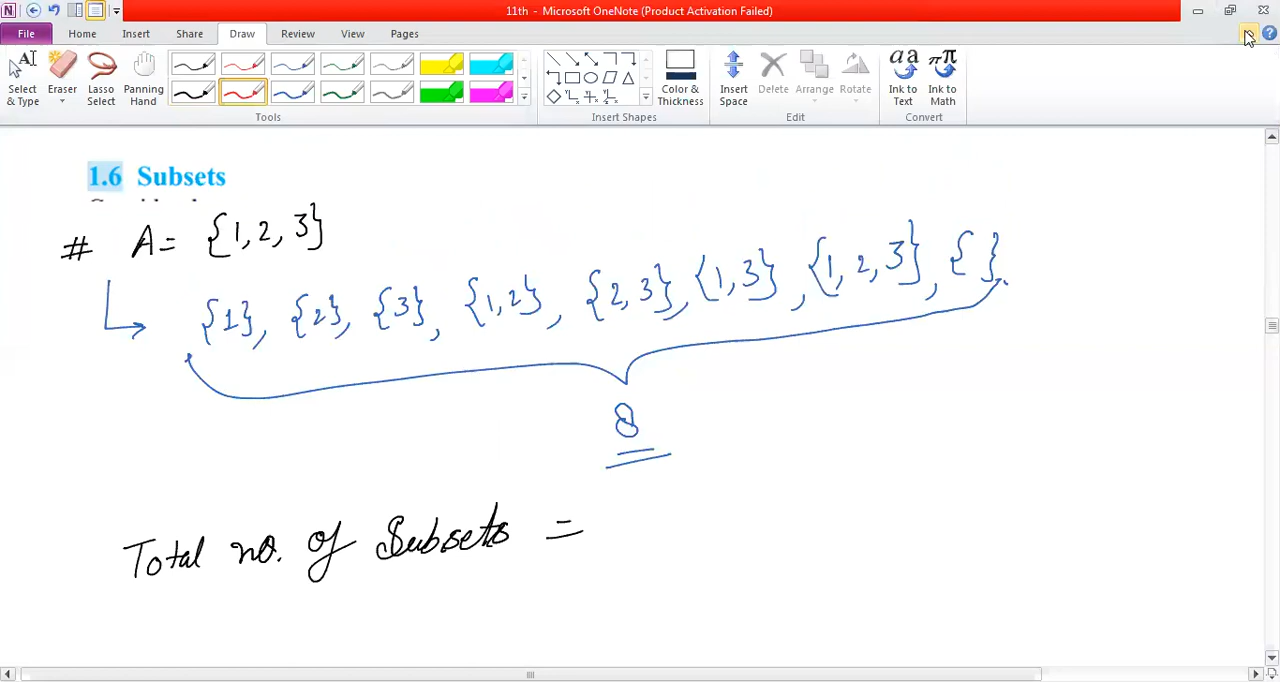 11th - Microsoft OneNote (Product Activation Failed)
File Home Insert Share Draw Review View Pages
Select & Type
Eraser
Lasso Select
Panning Hand
Color & Thickness
Insert Space
Delete
Arrange
Rotate
Ink to Text
Ink to Math
Tools Insert Shapes Edit Convert
1.6 Subsets
# A = {1, 2, 3}
{1}, {2}, {3}, {1,2}, {2,3}, {1,3}, {1, 2, 3}, { }.
8
Total no. of Subsets =